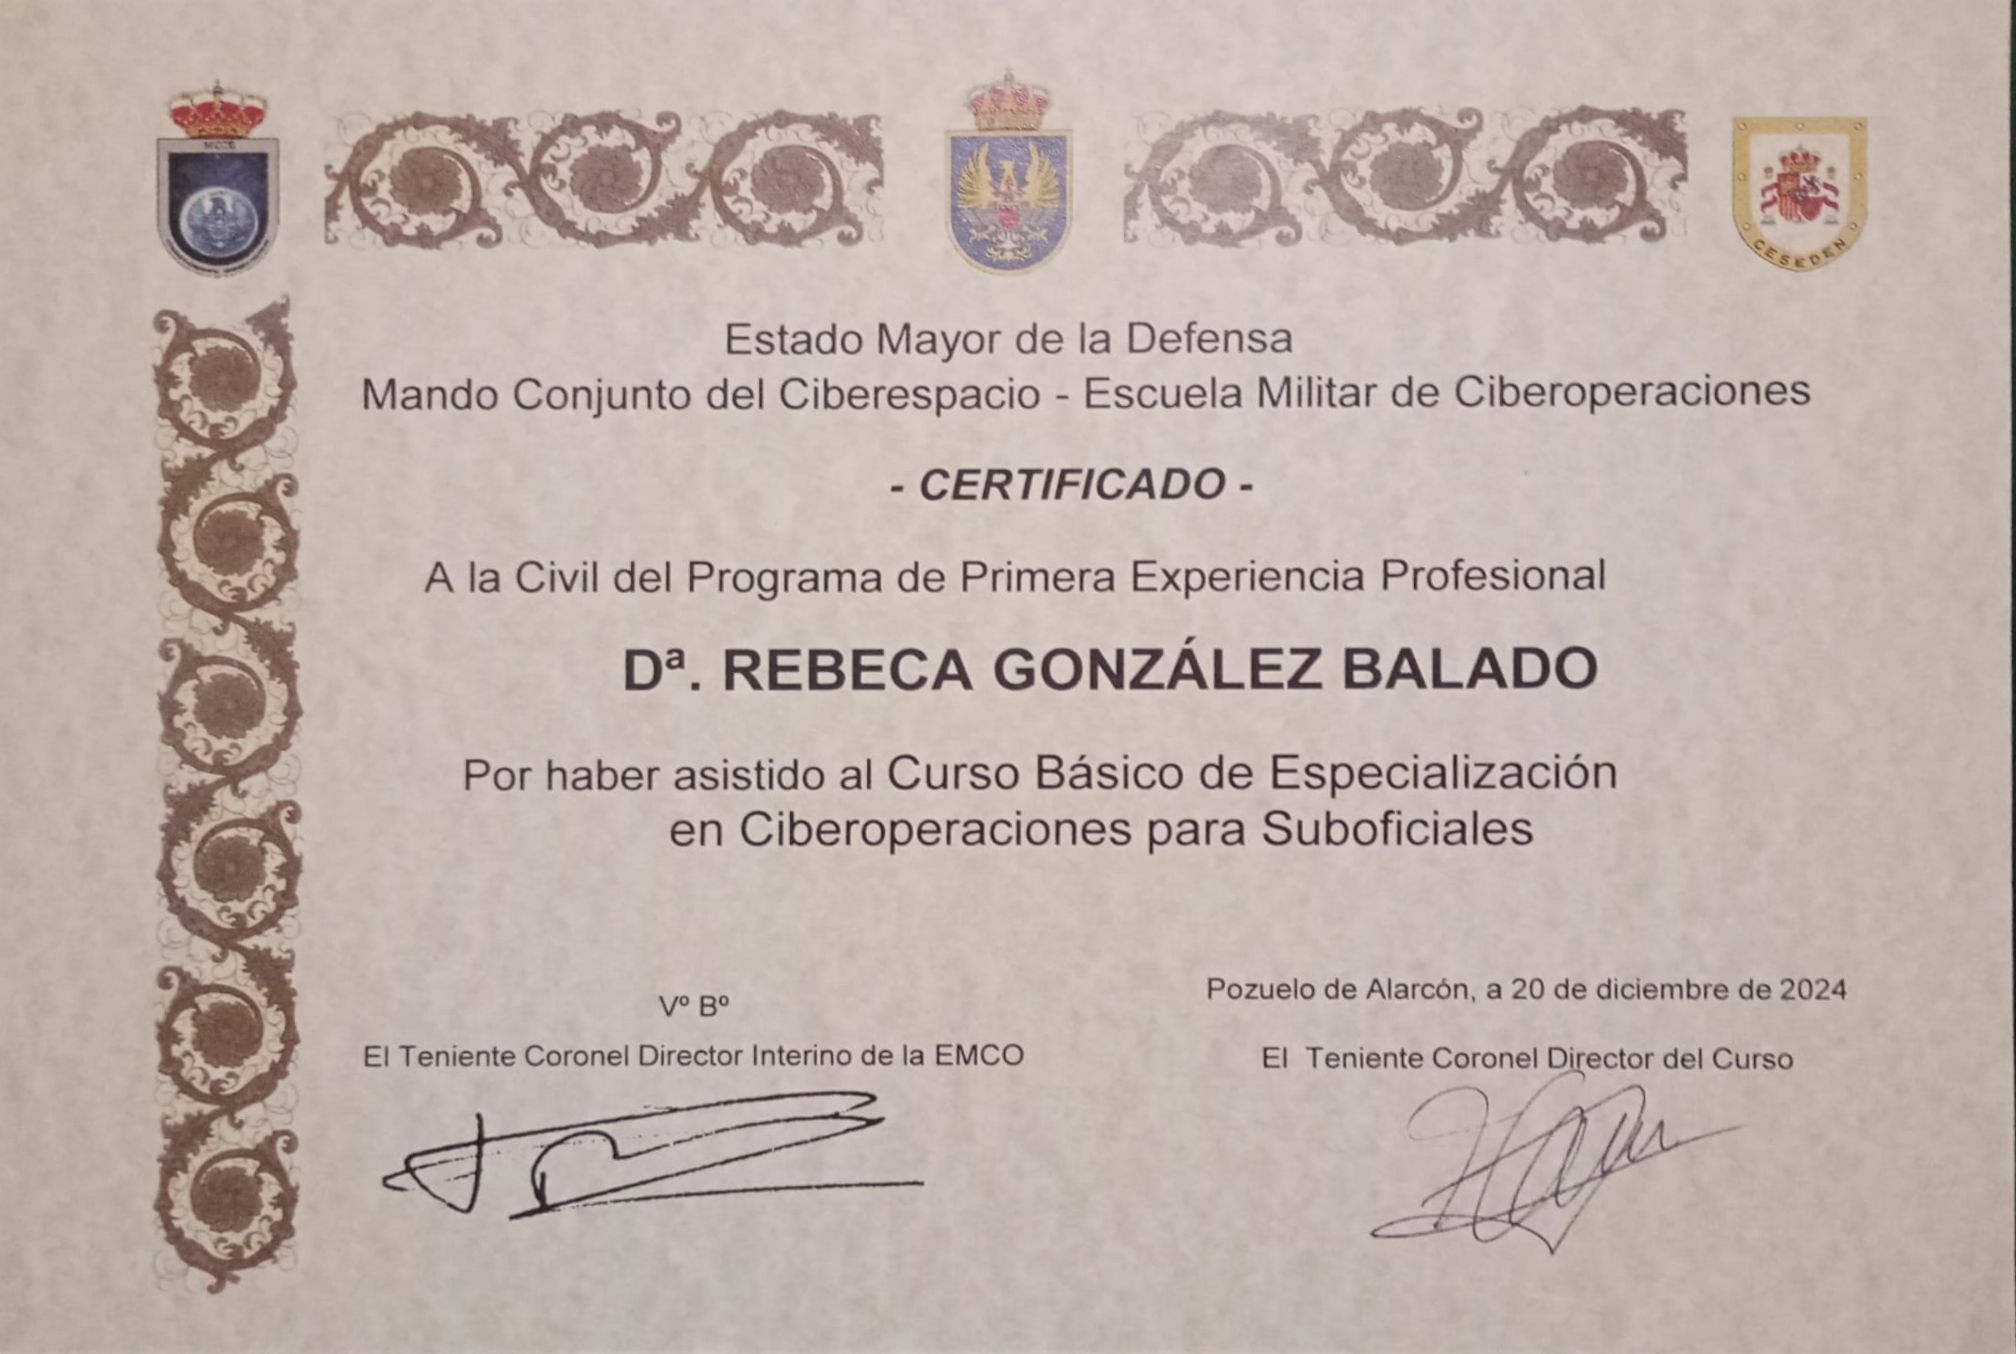 MCCE
CESEDEN
Estado Mayor de la Defensa
Mando Conjunto del Ciberespacio - Escuela Militar de Ciberoperaciones
- CERTIFICADO -
A la Civil del Programa de Primera Experiencia Profesional
Dª. REBECA GONZÁLEZ BALADO
Por haber asistido al Curso Básico de Especialización
en Ciberoperaciones para Suboficiales
Vº Bº
Pozuelo de Alarcón, a 20 de diciembre de 2024
El Teniente Coronel Director Interino de la EMCO
El Teniente Coronel Director del Curso